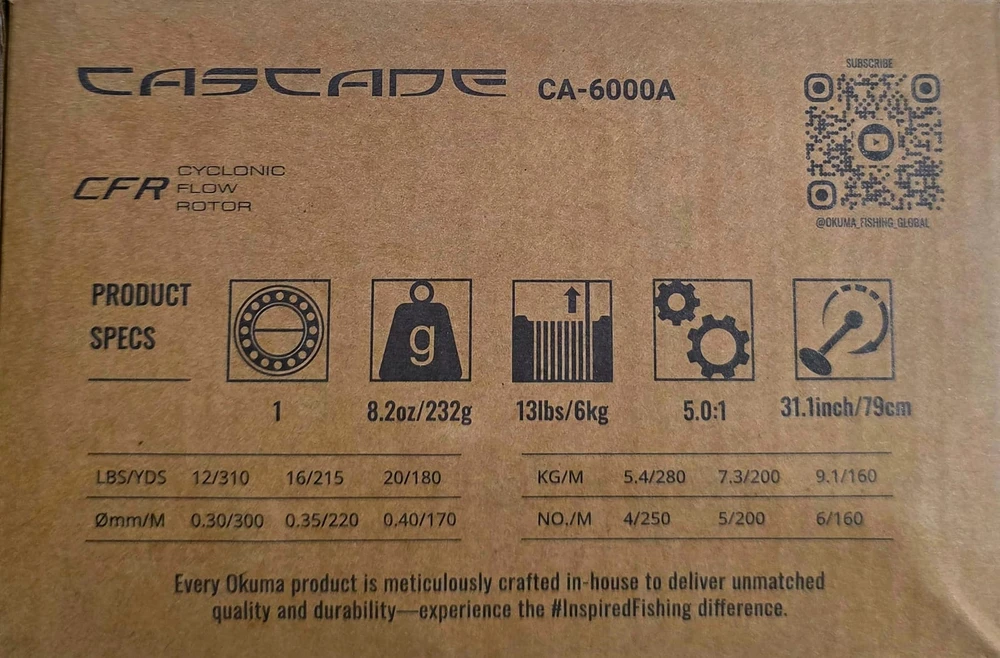 CASCADE CA-6000A
SUBSCRIBE
CFR CYCLONIC
FLOW
ROTOR
@OKUMA_FISHING_GLOBAL
PRODUCT
SPECS
g
1 8.2oz/232g 13lbs/6kg 5.0:1 31.1inch/79cm
LBS/YDS 12/310 16/215 20/180
Ømm/M 0.30/300 0.35/220 0.40/170
KG/M 5.4/280 7.3/200 9.1/160
NO./M 4/250 5/200 6/160
Every Okuma product is meticulously crafted in-house to deliver unmatched
quality and durability—experience the #InspiredFishing difference.